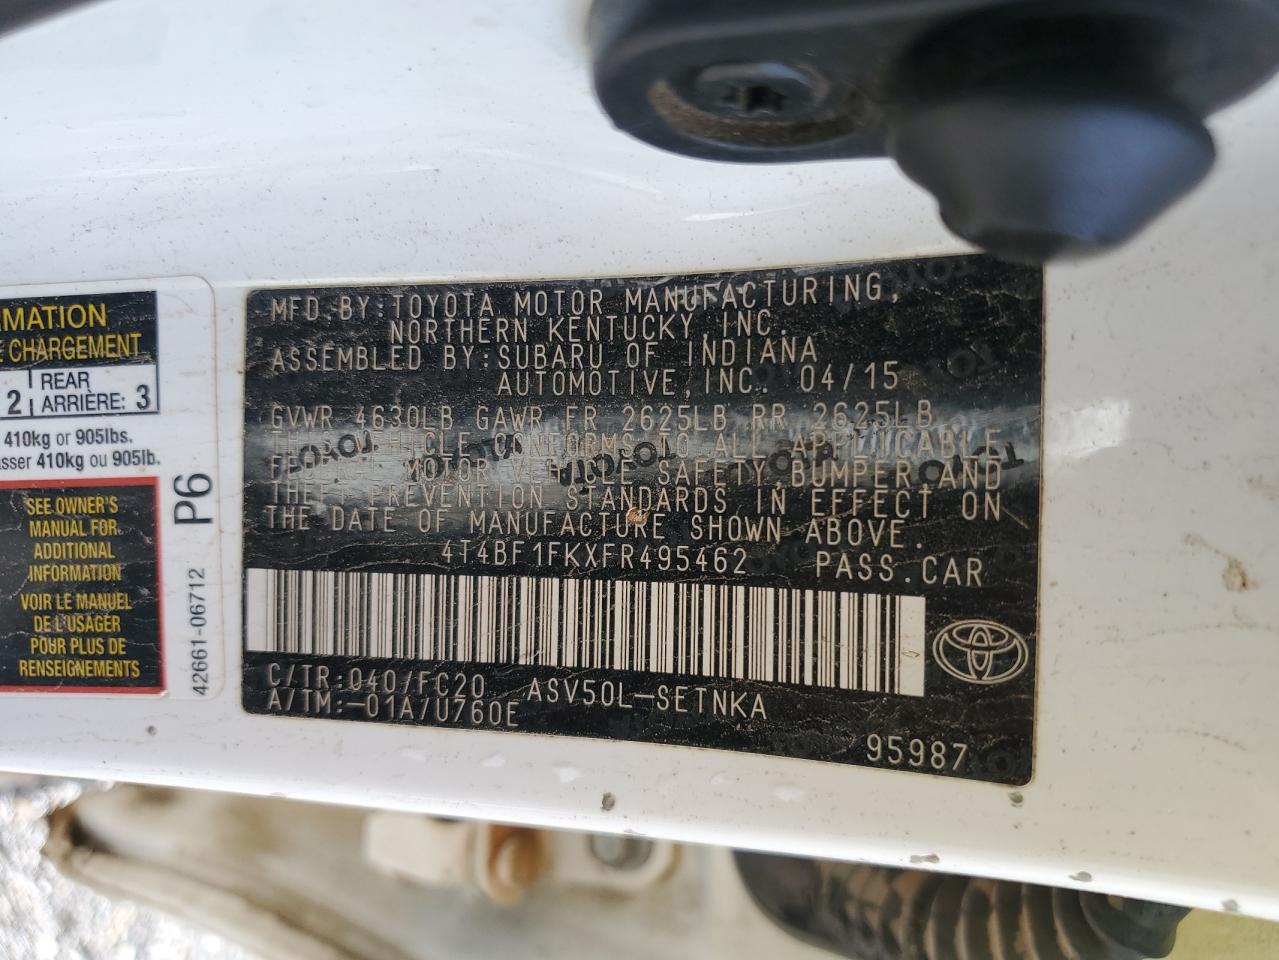 RMATION
E CHARGEMENT
2 REAR
ARRIÈRE: 3
410kg or 905lbs.
asser 410kg ou 905lb.
SEE OWNER'S
MANUAL FOR
ADDITIONAL
INFORMATION
VOIR LE MANUEL
DE L'USAGER
POUR PLUS DE
RENSEIGNEMENTS
P6
42661-06712
MFD BY:TOYOTA MOTOR MANUFACTURING,
NORTHERN KENTUCKY,INC.
ASSEMBLED BY:SUBARU OF INDIANA
AUTOMOTIVE,INC. 04/15
GVWR 4630LB GAWR FR 2625LB RR 2625LB
THIS VEHICLE CONFORMS TO ALL APPLICABLE
FEDERAL MOTOR VEHICLE SAFETY,BUMPER AND
THEFT PREVENTION STANDARDS IN EFFECT ON
THE DATE OF MANUFACTURE SHOWN ABOVE.
4T4BF1FKXFR495462 PASS.CAR
C/TR:040/FC20 ASV50L-SETNKA
A/TM:-01A/U760E
95987